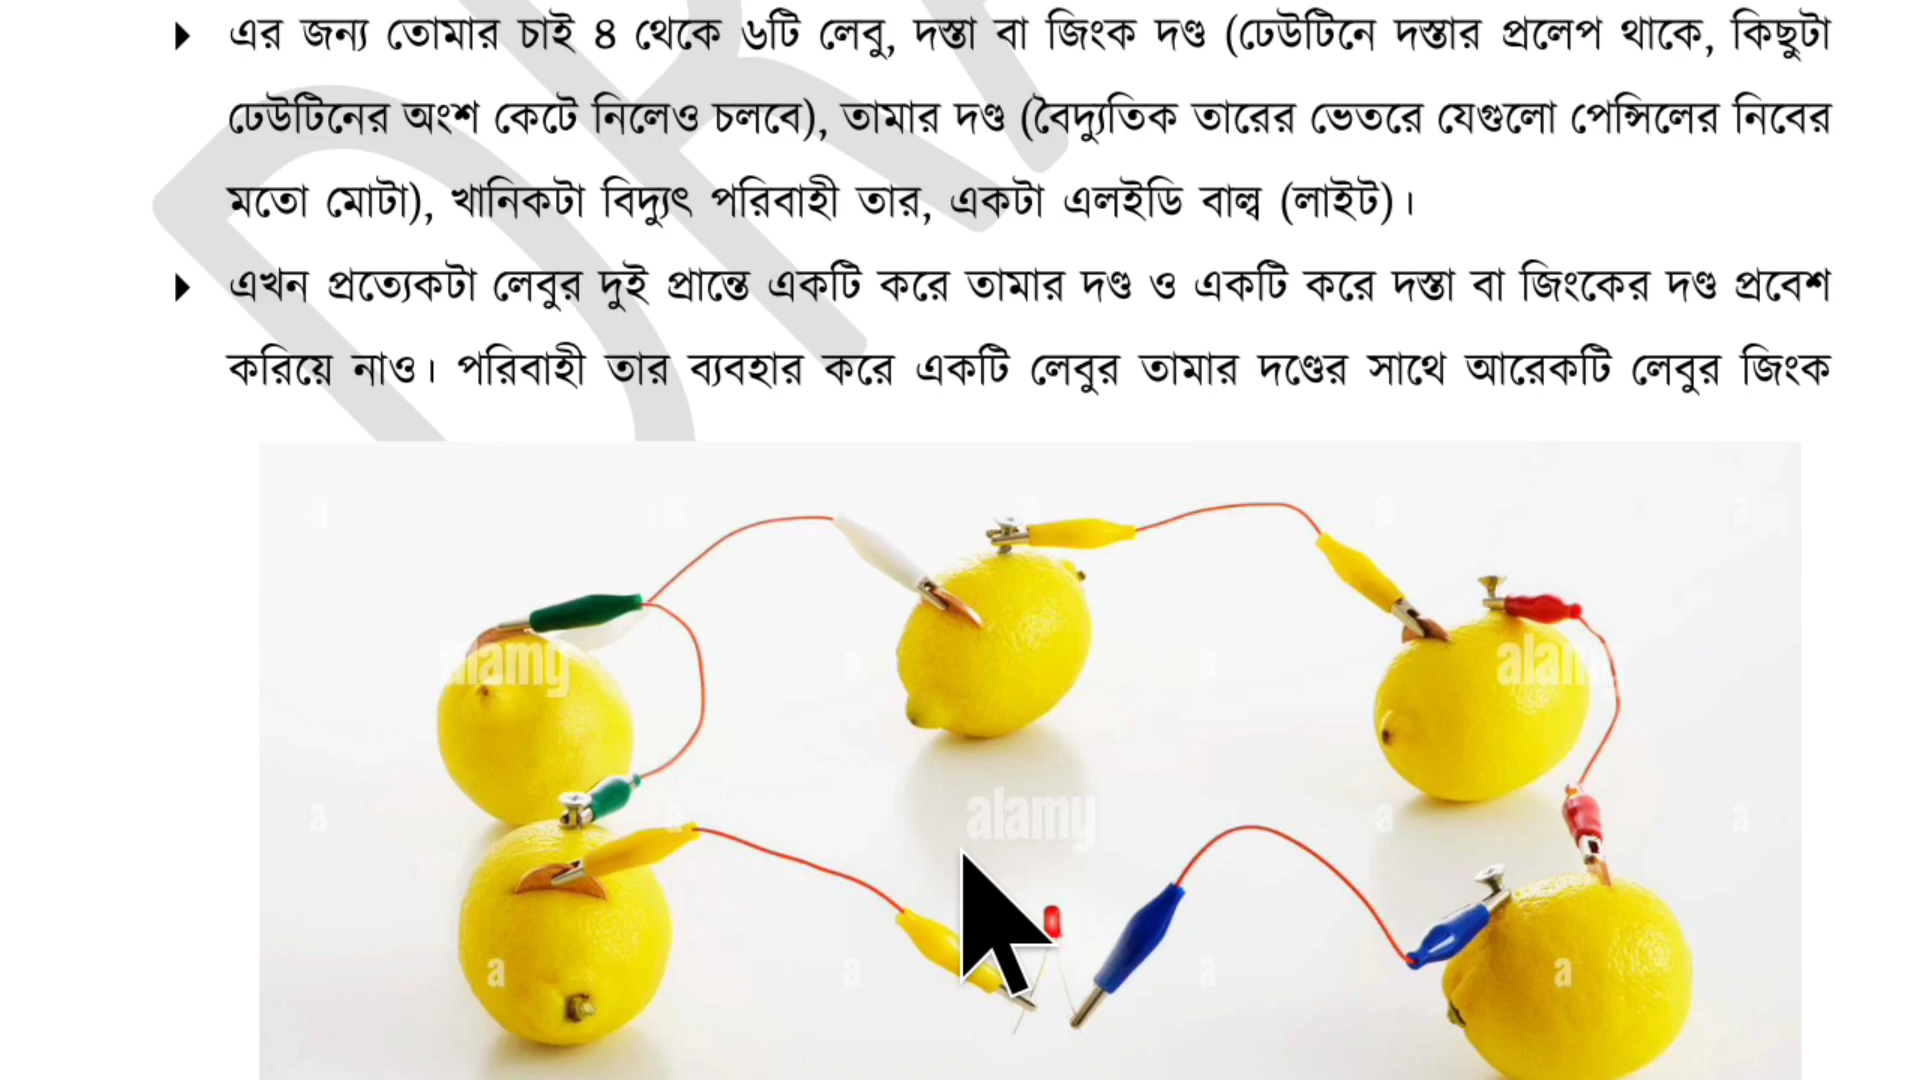 এর জন্য তোমার চাই ৪ থেকে ৬টি লেবু, দস্তা বা জিংক দণ্ড (ঢেউটিনে দস্তার প্রলেপ থাকে, কিছুটা
ঢেউটিনের অংশ কেটে নিলেও চলবে), তামার দণ্ড (বৈদ্যুতিক তারের ভেতরে যেগুলো পেন্সিলের নিবের
মতো মোটা), খানিকটা বিদ্যুৎ পরিবাহী তার, একটা এলইডি বাল্ব (লাইট)।
এখন প্রত্যেকটা লেবুর দুই প্রান্তে একটি করে তামার দণ্ড ও একটি করে দস্তা বা জিংকের দণ্ড প্রবেশ
করিয়ে নাও। পরিবাহী তার ব্যবহার করে একটি লেবুর তামার দণ্ডের সাথে আরেকটি লেবুর জিংক
alamy
alamy
alamy